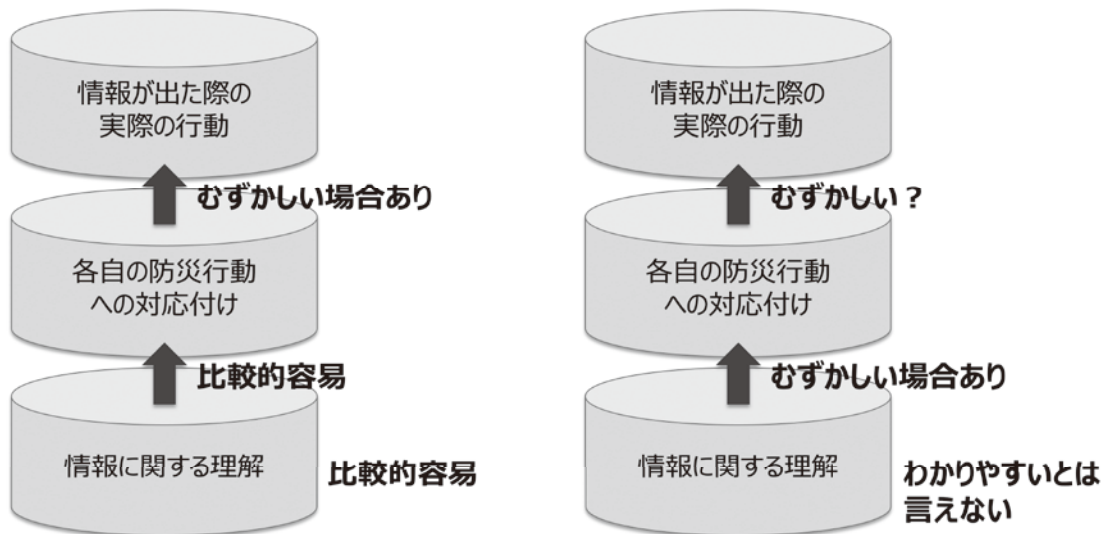 情報が出た際の
実際の行動
むずかしい場合あり
各自の防災行動
への対応付け
比較的容易
情報に関する理解
比較的容易
情報が出た際の
実際の行動
むずかしい？
各自の防災行動
への対応付け
むずかしい場合あり
情報に関する理解
わかりやすいとは
言えない